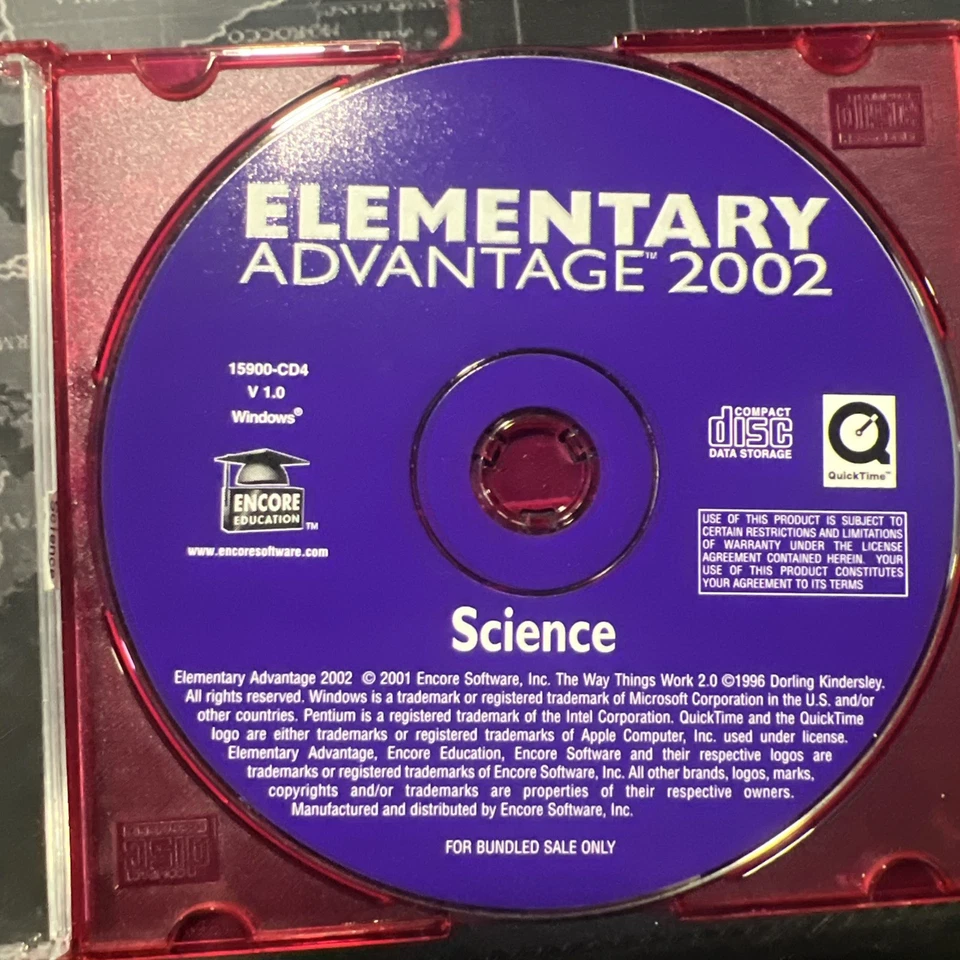 MOROCCO
ELEMENTARY
ADVANTAGE™ 2002
15900-CD4
V 1.0
Windows®
ENCORE
EDUCATION ™
www.encoresoftware.com
COMPACT
disc
DATA STORAGE
QuickTime™
USE OF THIS PRODUCT IS SUBJECT TO
CERTAIN RESTRICTIONS AND LIMITATIONS
OF WARRANTY UNDER THE LICENSE
AGREEMENT CONTAINED HEREIN. YOUR
USE OF THIS PRODUCT CONSTITUTES
YOUR AGREEMENT TO ITS TERMS
Science
Science
Elementary Advantage 2002 © 2001 Encore Software, Inc. The Way Things Work 2.0 ©1996 Dorling Kindersley.
All rights reserved. Windows is a trademark or registered trademark of Microsoft Corporation in the U.S. and/or
other countries. Pentium is a registered trademark of the Intel Corporation. QuickTime and the QuickTime
logo are either trademarks or registered trademarks of Apple Computer, Inc. used under license.
Elementary Advantage, Encore Education, Encore Software and their respective logos are
trademarks or registered trademarks of Encore Software, Inc. All other brands, logos, marks,
copyrights and/or trademarks are properties of their respective owners.
Manufactured and distributed by Encore Software, Inc.
FOR BUNDLED SALE ONLY